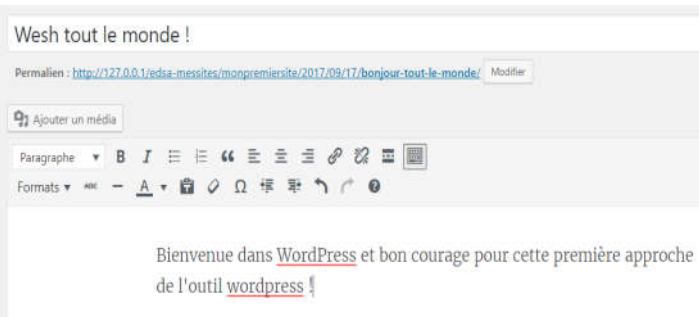 Wesh tout le monde !
Permalien : http://127.0.0.1/edsa-messites/monpremiersite/2017/09/17/bonjour-tout-le-monde/ Modifier
Ajouter un média
Paragraphe B I “ 
Formats ABC A Ω
Bienvenue dans WordPress et bon courage pour cette première approche
de l'outil wordpress !